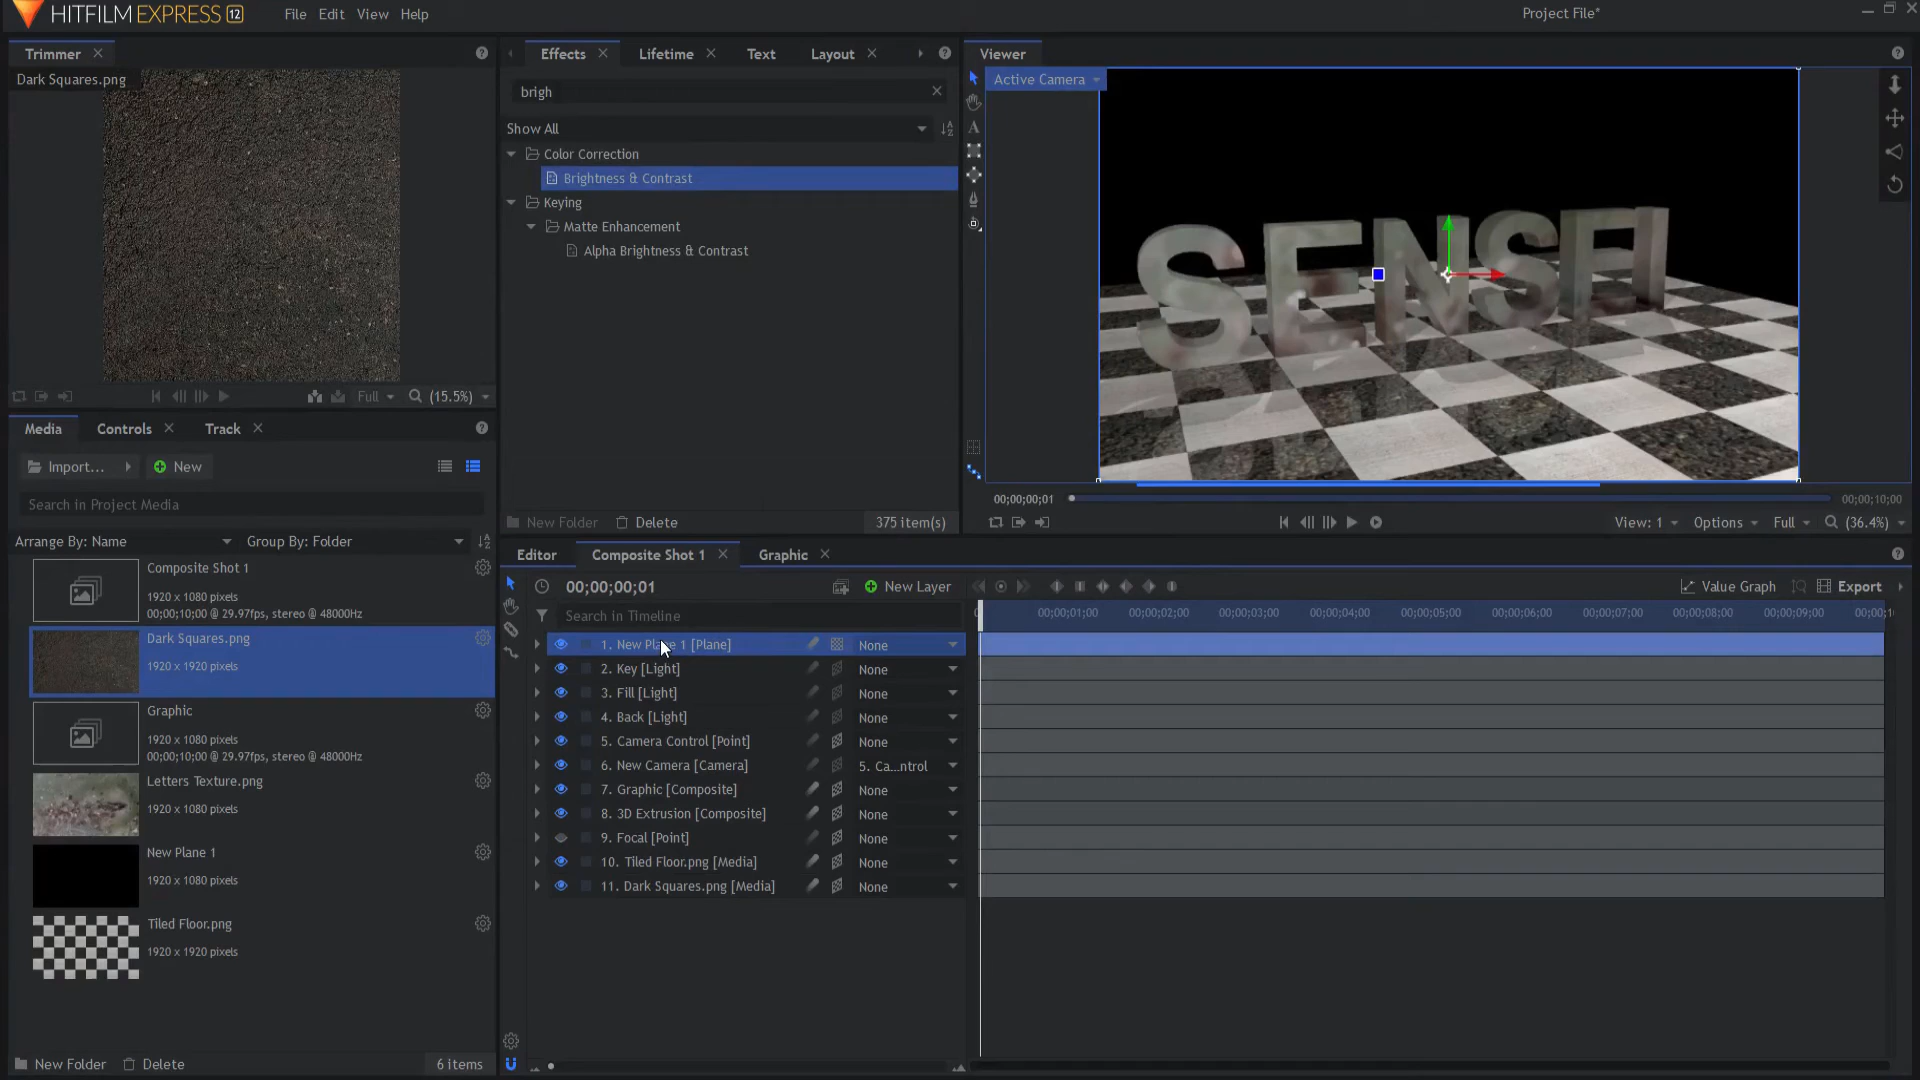 HITFILM EXPRESS 12
File Edit View Help
Project File*
Trimmer
Dark Squares.png
Full (15.5%)
Media Controls Track
Import... New
Search in Project Media
Arrange By: Name Group By: Folder
Composite Shot 1
1920 x 1080 pixels
00;00;10;00 @ 29.97fps, stereo @ 48000Hz
Dark Squares.png
1920 x 1920 pixels
Graphic
1920 x 1080 pixels
00;00;10;00 @ 29.97fps, stereo @ 48000Hz
Letters Texture.png
1920 x 1080 pixels
New Plane 1
1920 x 1080 pixels
Tiled Floor.png
1920 x 1920 pixels
New Folder Delete 6 items
Effects Lifetime Text Layout
brigh
Show All
Color Correction
Brightness & Contrast
Keying
Matte Enhancement
Alpha Brightness & Contrast
New Folder Delete 375 item(s)
Viewer
Active Camera
SENSEI
00;00;00;01 00;00;10;00
View: 1 Options Full (36.4%)
Editor Composite Shot 1 Graphic
00;00;00;01 New Layer Value Graph Export
Search in Timeline
00;00;01;00 00;00;02;00 00;00;03;00 00;00;04;00 00;00;05;00 00;00;06;00 00;00;07;00 00;00;08;00 00;00;09;00
1. New Plane 1 [Plane] None
2. Key [Light] None
3. Fill [Light] None
4. Back [Light] None
5. Camera Control [Point] None
6. New Camera [Camera] 5. Ca...ntrol
7. Graphic [Composite] None
8. 3D Extrusion [Composite] None
9. Focal [Point] None
10. Tiled Floor.png [Media] None
11. Dark Squares.png [Media] None